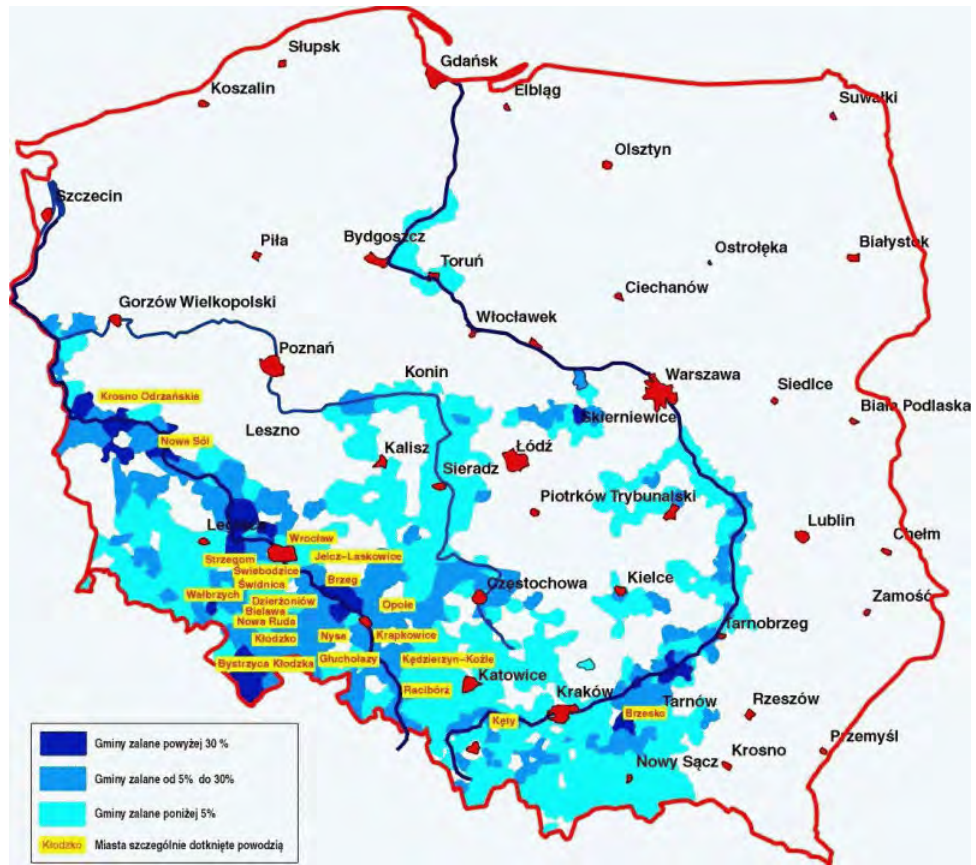 Słupsk
Gdańsk
Koszalin
Elbląg
Suwałki
Olsztyn
Szczecin
Bydgoszcz
Piła
Toruń
Ostrołęka
Białystok
Ciechanów
Gorzów Wielkopolski
Włocławek
Poznań
Konin
Warszawa
Siedlce
Krosno Odrzańskie
Skierniewice
Biała Podlaska
Leszno
Nowa Sól
Kalisz
Łódź
Sieradz
Piotrków Trybunalski
Legnica
Lublin
Wrocław
Chełm
Strzegom
Jelcz-Laskowice
Świebodzice
Świdnica
Brzeg
Częstochowa
Kielce
Wałbrzych
Dzierżoniów
Opole
Zamość
Bielawa
Nowa Ruda
Krapkowice
Tarnobrzeg
Kłodzko
Nysa
Bystrzyca Kłodzka
Głuchołazy
Kędzierzyn-Koźle
Katowice
Racibórz
Kraków
Tarnów
Rzeszów
Brzesko
Kęty
Przemyśl
Krosno
Nowy Sącz
Gminy zalane powyżej 30 %
Gminy zalane od 5% do 30%
Gminy zalane poniżej 5%
Kłodzko Miasta szczególnie dotknięte powodzią